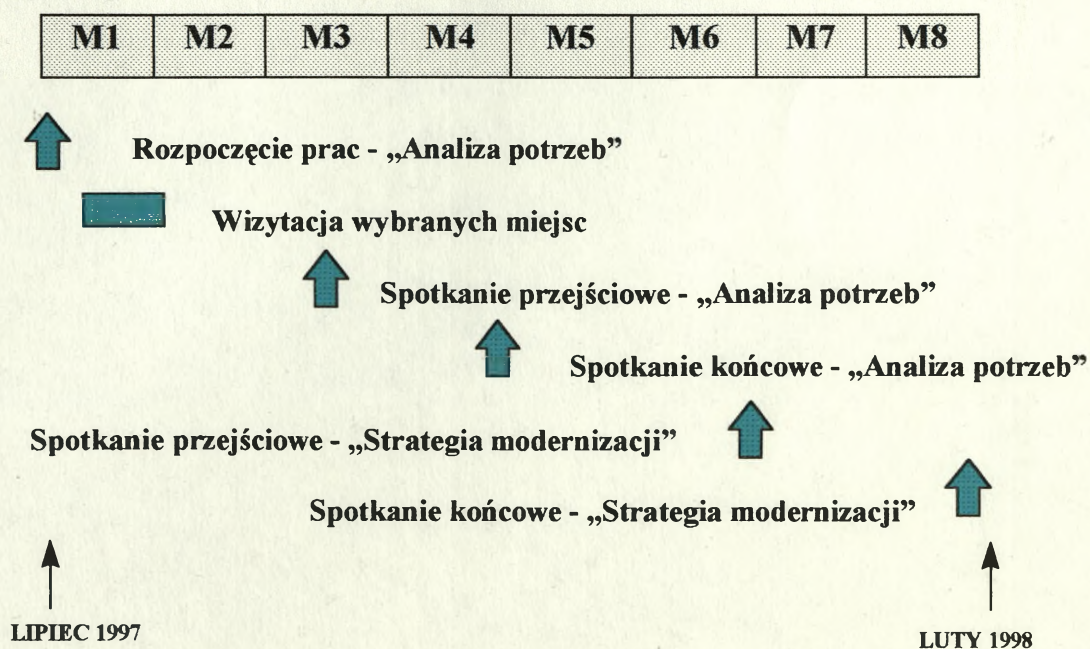 M1 M2 M3 M4 M5 M6 M7 M8
Rozpoczęcie prac - „Analiza potrzeb”
Wizytacja wybranych miejsc
Spotkanie przejściowe - „Analiza potrzeb”
Spotkanie końcowe - „Analiza potrzeb”
Spotkanie przejściowe - „Strategia modernizacji”
Spotkanie końcowe - „Strategia modernizacji”
LIPIEC 1997
LUTY 1998